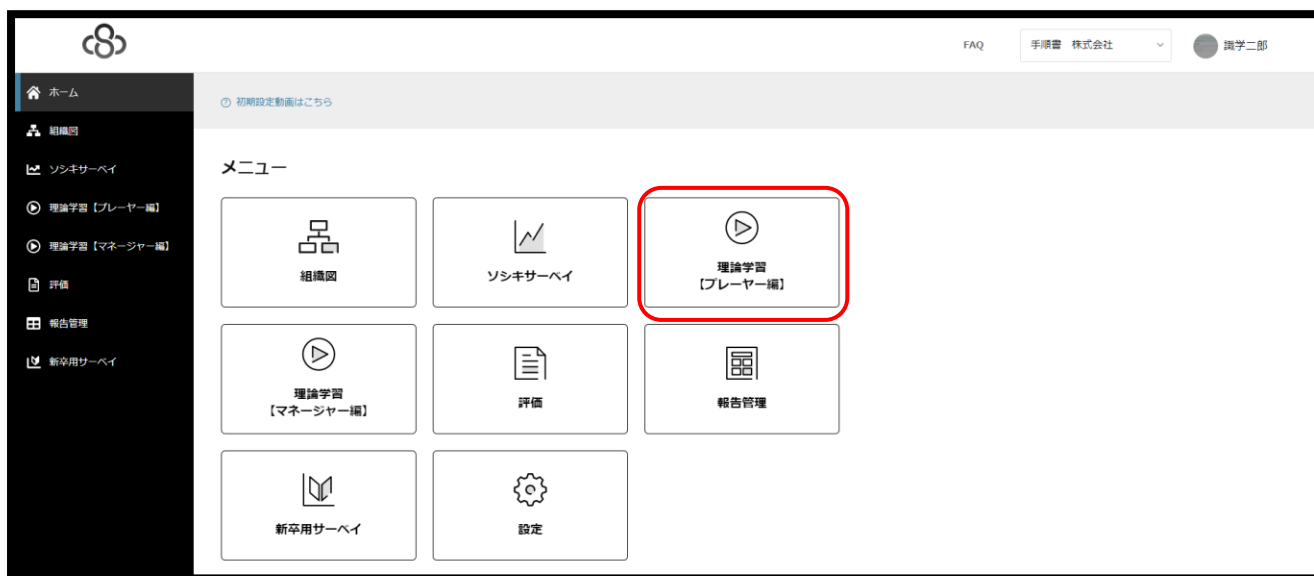 FAQ
手順書 株式会社
識学二郎
ホーム
組織図
ソシキサーベイ
理論学習【プレーヤー編】
理論学習【マネージャー編】
評価
報告管理
新卒用サーベイ
初期設定動画はこちら
メニュー
組織図
ソシキサーベイ
理論学習
【プレーヤー編】
理論学習
【マネージャー編】
評価
報告管理
新卒用サーベイ
設定